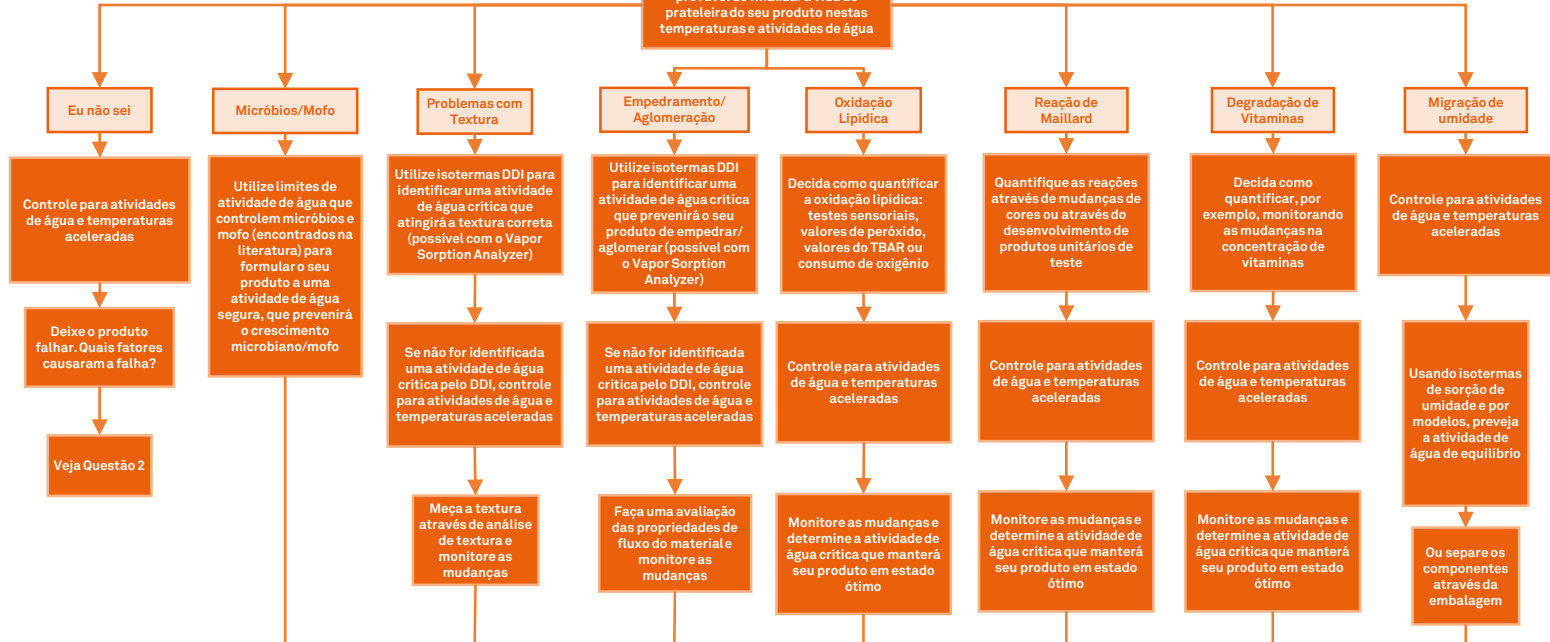 prateleira do seu produto nestas
temperaturas e atividades de água
Eu não sei
Micróbios/Mofo
Problemas com
Textura
Empedramento/
Aglomeração
Oxidação
Lipídica
Reação de
Maillard
Degradação de
Vitaminas
Migração de
umidade
Controle para atividades
de água e temperaturas
aceleradas
Deixe o produto
falhar. Quais fatores
causaram a falha?
Veja Questão 2
Utilize limites de
atividade de água que
controlem micróbios e
mofo (encontrados na
literatura) para
formular o seu
produto a uma
atividade de água
segura, que prevenirá
o crescimento
microbiano/mofo
Utilize isotermas DDI para
identificar uma atividade
de água crítica que
atingirá a textura correta
(possível com o Vapor
Sorption Analyzer)
Se não for identificada
uma atividade de água
crítica pelo DDI, controle
para atividades de água e
temperaturas aceleradas
Meça a textura
através de análise
de textura e
monitore as
mudanças
Utilize isotermas DDI
para identificar uma
atividade de água crítica
que prevenirá o seu
produto de empedrar/
aglomerar (possível com
o Vapor Sorption
Analyzer)
Se não for identificada
uma atividade de água
crítica pelo DDI, controle
para atividades de água e
temperaturas aceleradas
Faça uma avaliação
das propriedades de
fluxo do material e
monitore as
mudanças
Decida como quantificar
a oxidação lipídica:
testes sensoriais,
valores de peróxido,
valores do TBAR ou
consumo de oxigênio
Controle para atividades
de água e temperaturas
aceleradas
Monitore as mudanças e
determine a atividade de
água crítica que manterá
seu produto em estado
ótimo
Quantifique as reações
através de mudanças de
cores ou através do
desenvolvimento de
produtos unitários de
teste
Controle para atividades
de água e temperaturas
aceleradas
Monitore as mudanças e
determine a atividade de
água crítica que manterá
seu produto em estado
ótimo
Decida como
quantificar, por
exemplo, monitorando
as mudanças na
concentração de
vitaminas
Controle para atividades
de água e temperaturas
aceleradas
Monitore as mudanças e
determine a atividade de
água crítica que manterá
seu produto em estado
ótimo
Controle para atividades
de água e temperaturas
aceleradas
Usando isotermas
de sorção de
umidade e por
modelos, preveja
a atividade de
água de equilíbrio
Ou separe os
componentes
através da
embalagem